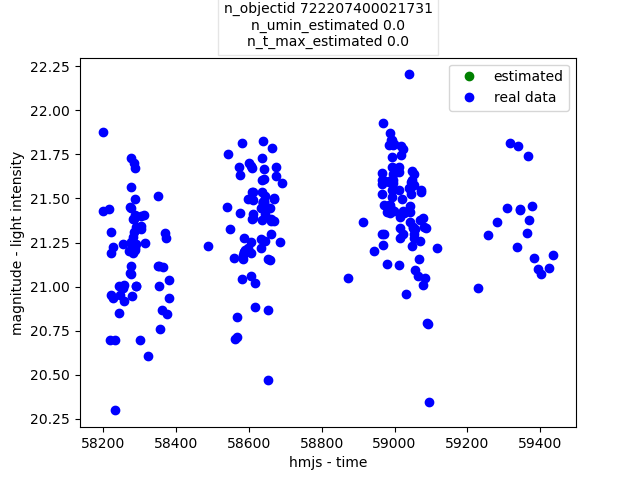 n_objectid 722207400021731
n_umin_estimated 0.0
n_t_max_estimated 0.0
estimated
real data
magnitude - light intensity
22.25
22.00
21.75
21.50
21.25
21.00
20.75
20.50
20.25
58200 58400 58600 58800 59000 59200 59400
hmjs - time